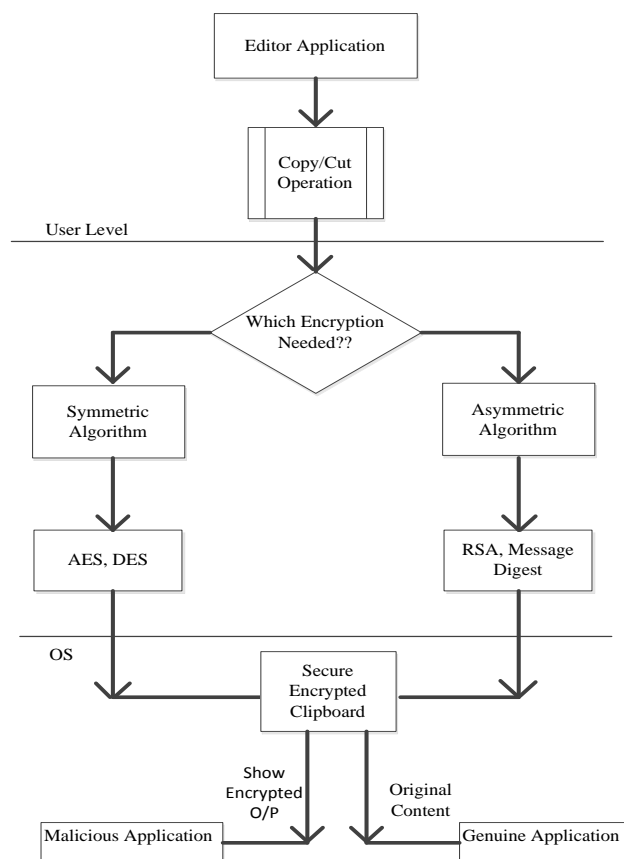 Editor Application
Copy/Cut
Operation
User Level
Which Encryption
Needed??
Symmetric
Algorithm
Asymmetric
Algorithm
AES, DES
RSA, Message
Digest
OS
Secure
Encrypted
Clipboard
Show
Encrypted
O/P
Original
Content
Malicious Application
Genuine Application